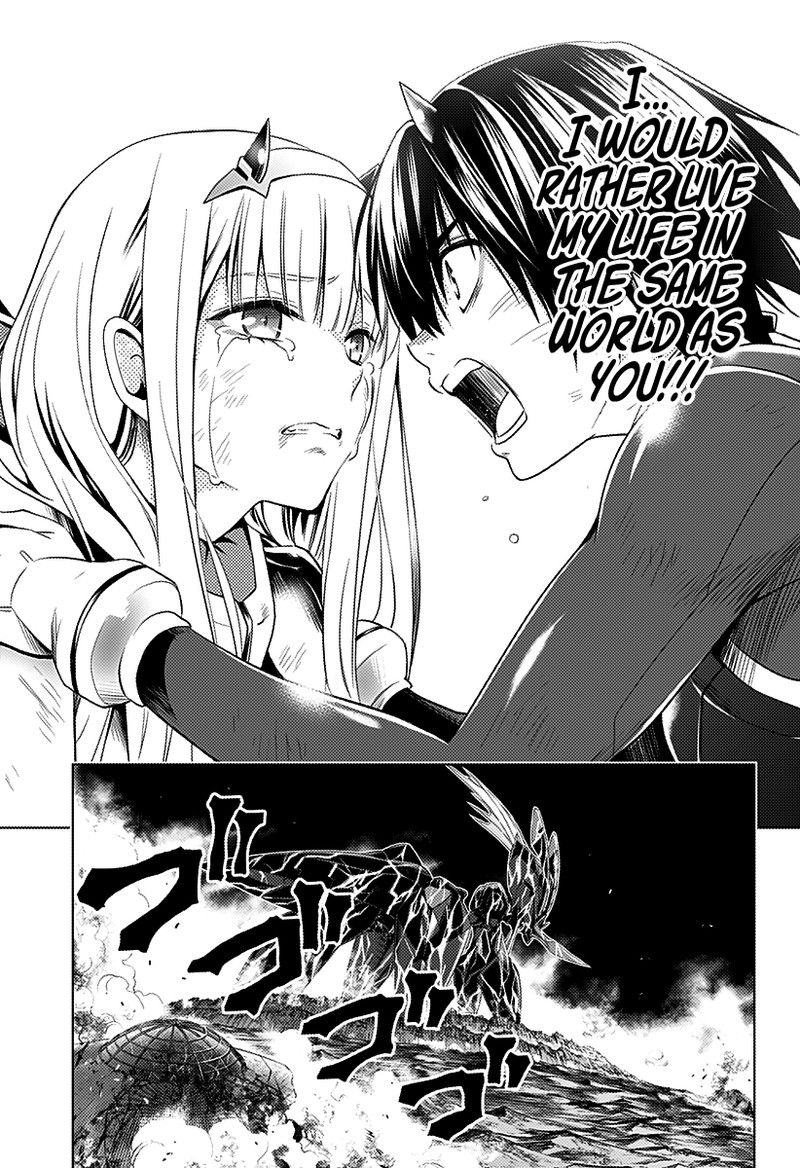 I...
I WOULD
RATHER LIVE
MY LIFE IN
THE SAME
WORLD AS
YOU!!!
ゴゴゴゴ